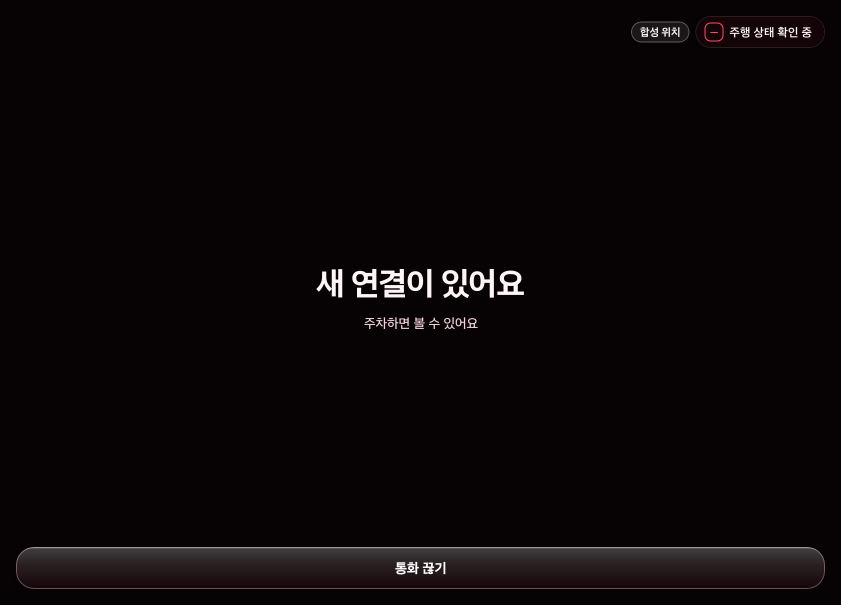 합성 위치
주행 상태 확인 중
새 연결이 있어요
주차하면 볼 수 있어요
통화 끊기